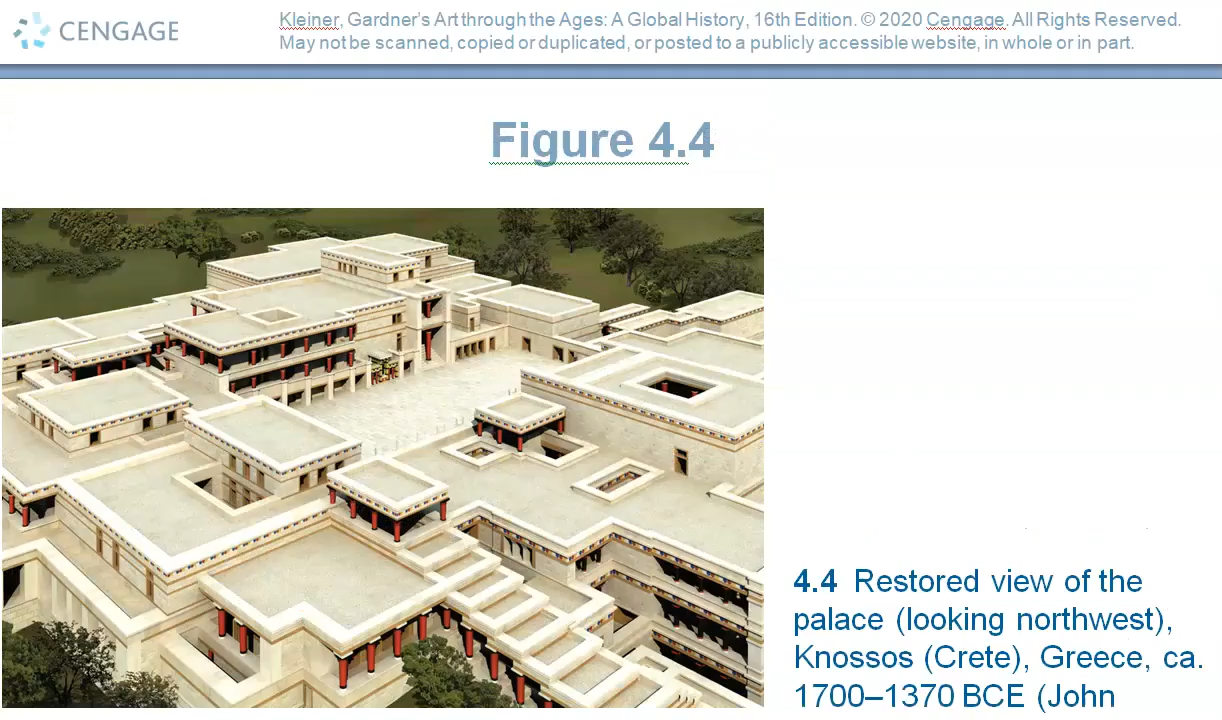 CENGAGE
Kleiner, Gardner's Art through the Ages: A Global History, 16th Edition. © 2020 Cengage. All Rights Reserved.
May not be scanned, copied or duplicated, or posted to a publicly accessible website, in whole or in part.
Figure 4.4
4.4 Restored view of the
palace (looking northwest),
Knossos (Crete), Greece, ca.
1700–1370 BCE (John